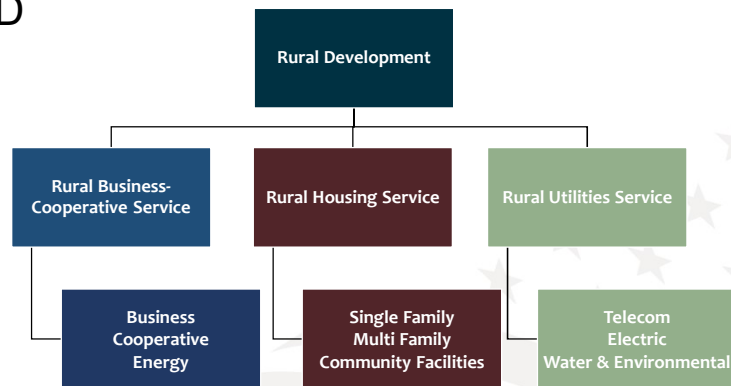 D
Rural Development
Rural Business-
Cooperative Service
Rural Housing Service
Rural Utilities Service
Business
Cooperative
Energy
Single Family
Multi Family
Community Facilities
Telecom
Electric
Water & Environmental